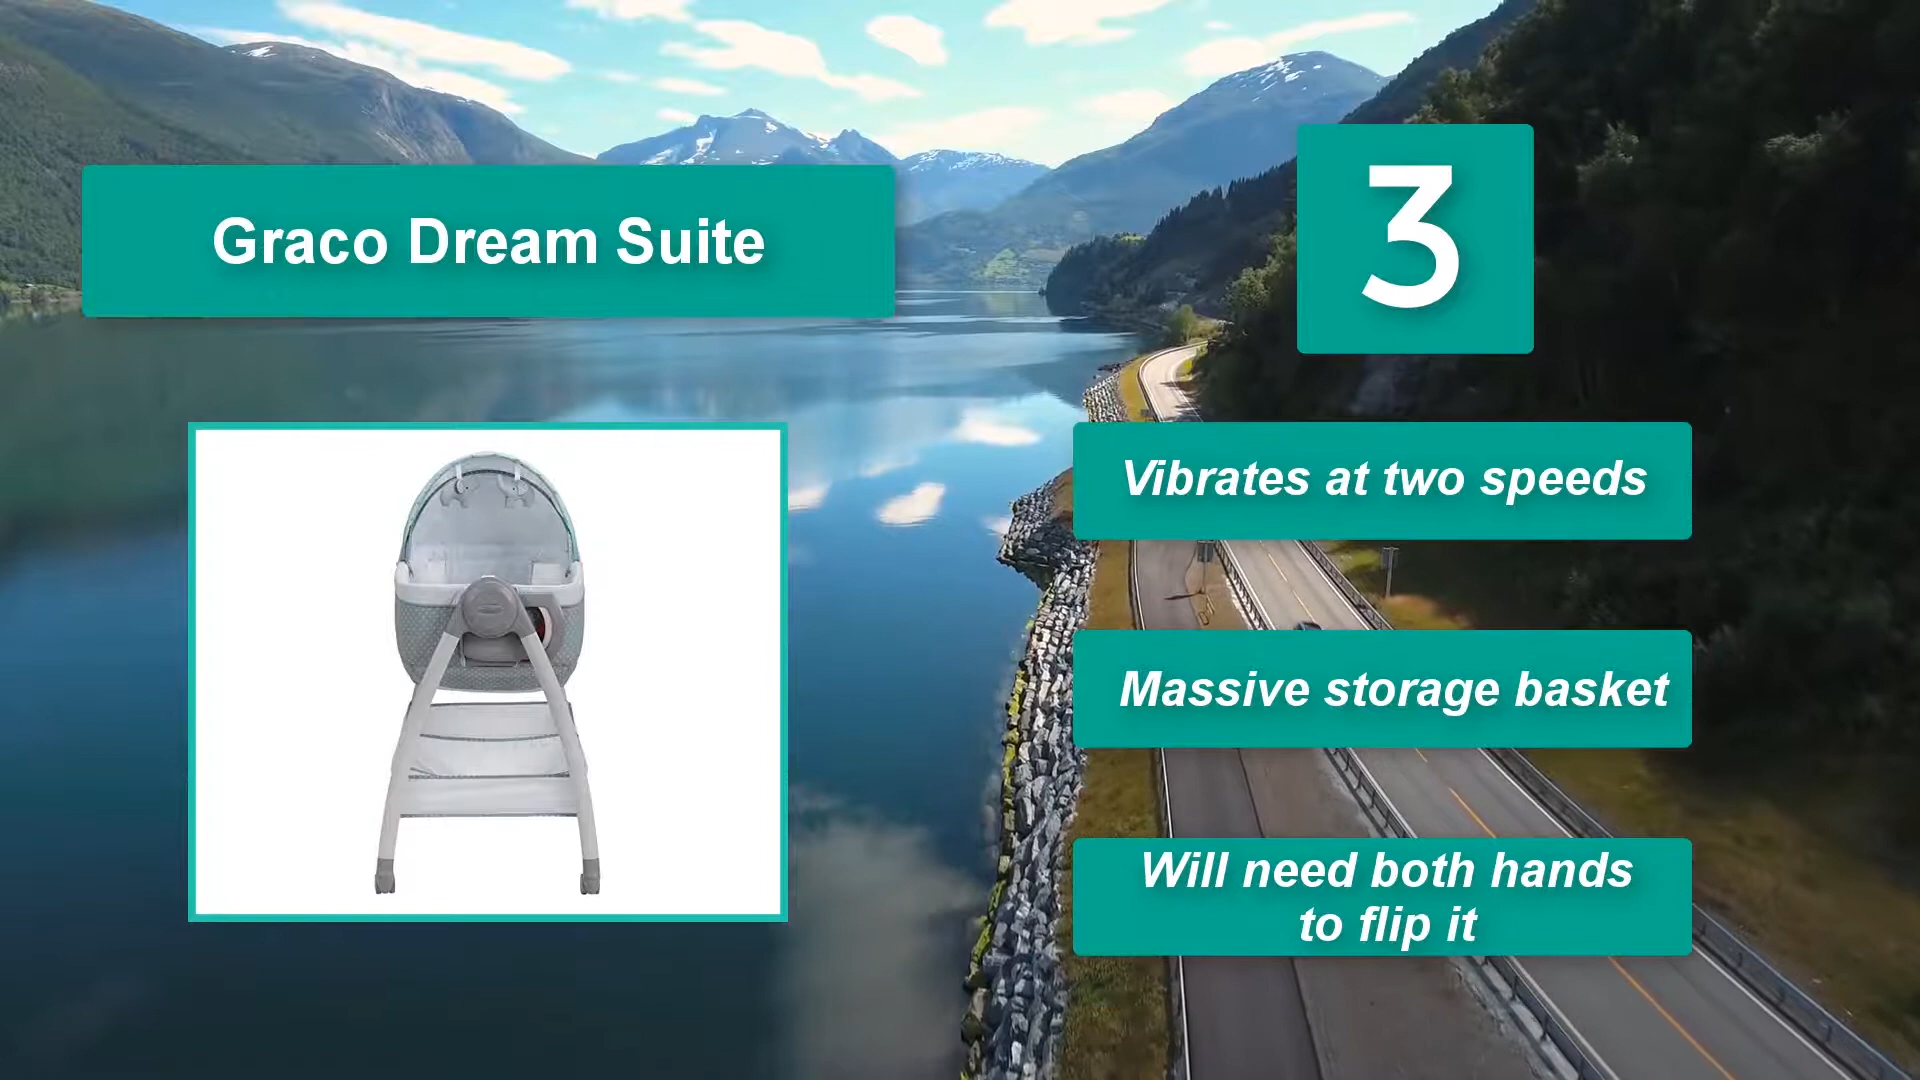 Graco Dream Suite
3
Vibrates at two speeds
Massive storage basket
Will need both hands
to flip it